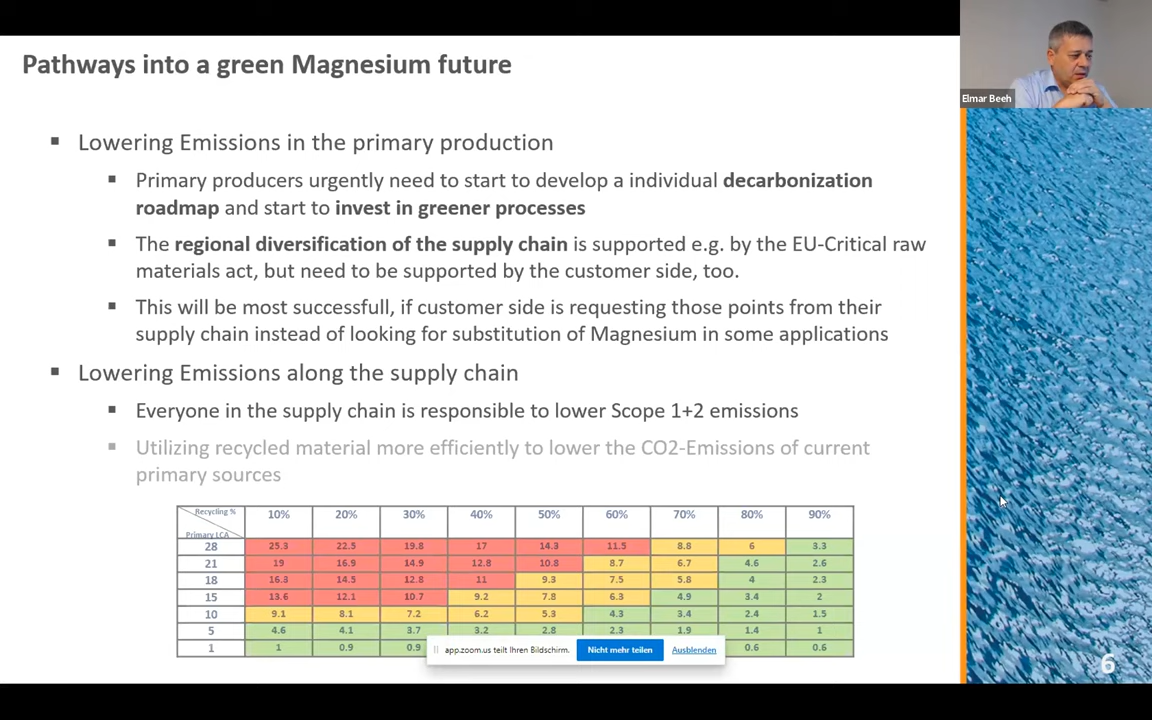 Pathways into a green Magnesium future
Elmar Beeh
Lowering Emissions in the primary production
Primary producers urgently need to start to develop a individual decarbonization
roadmap and start to invest in greener processes
The regional diversification of the supply chain is supported e.g. by the EU-Critical raw
materials act, but need to be supported by the customer side, too.
This will be most successfull, if customer side is requesting those points from their
supply chain instead of looking for substitution of Magnesium in some applications
Lowering Emissions along the supply chain
Everyone in the supply chain is responsible to lower Scope 1+2 emissions
Utilizing recycled material more efficiently to lower the CO2-Emissions of current
primary sources
Recycling %
Primary LCA
10% 20% 30% 40% 50% 60% 70% 80% 90%
28 25.3 22.5 19.8 17 14.3 11.5 8.8 6 3.3
21 19 16.9 14.9 12.8 10.8 8.7 6.7 4.6 2.6
18 16.3 14.5 12.8 11 9.3 7.5 5.8 4 2.3
15 13.6 12.1 10.7 9.2 7.8 6.3 4.9 3.4 2
10 9.1 8.1 7.2 6.2 5.3 4.3 3.4 2.4 1.5
5 4.6 4.1 3.7 3.2 2.8 2.3 1.9 1.4 1
1 1 0.9 0.9 0.6 0.6
app.zoom.us teilt Ihren Bildschirm. Nicht mehr teilen Ausblenden
6